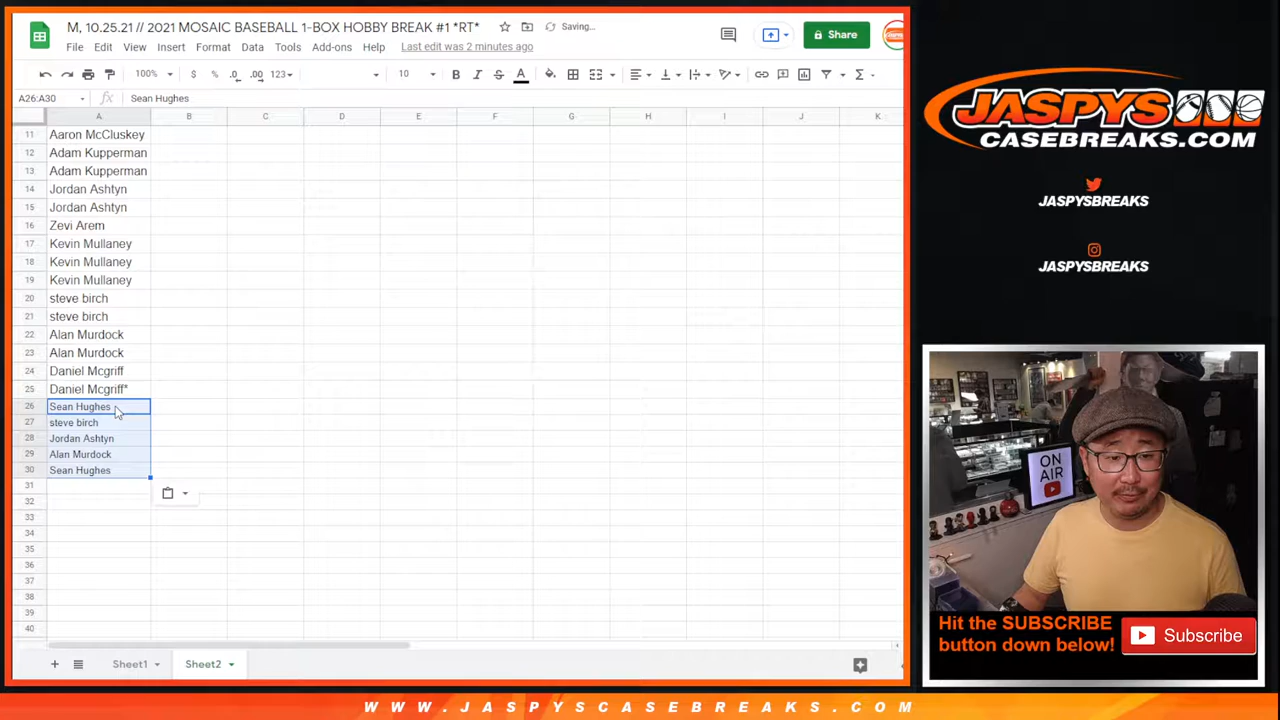 M, 10.25.21 // 2021 MOSAIC BASEBALL 1-BOX HOBBY BREAK #1 *RT*
Saving...
File Edit View Insert Format Data Tools Add-ons Help Last edit was 2 minutes ago
Share
100% $ % .0 .00 123 10 B I S A
A26:A30 fx Sean Hughes
A B C D E F G H I J K
11 Aaron McCluskey
12 Adam Kupperman
13 Adam Kupperman
14 Jordan Ashtyn
15 Jordan Ashtyn
16 Zevi Arem
17 Kevin Mullaney
18 Kevin Mullaney
19 Kevin Mullaney
20 steve birch
21 steve birch
22 Alan Murdock
23 Alan Murdock
24 Daniel Mcgriff
25 Daniel Mcgriff*
26 Sean Hughes
27 steve birch
28 Jordan Ashtyn
29 Alan Murdock
30 Sean Hughes
31
32
33
34
35
36
37
38
39
40
Sheet1 Sheet2
JASPYS
CASEBREAKS.COM
JASPYSBREAKS
JASPYSBREAKS
ON
AIR
Hit the SUBSCRIBE
button down below!
Subscribe
WWW.JASPYSCASEBREAKS.COM